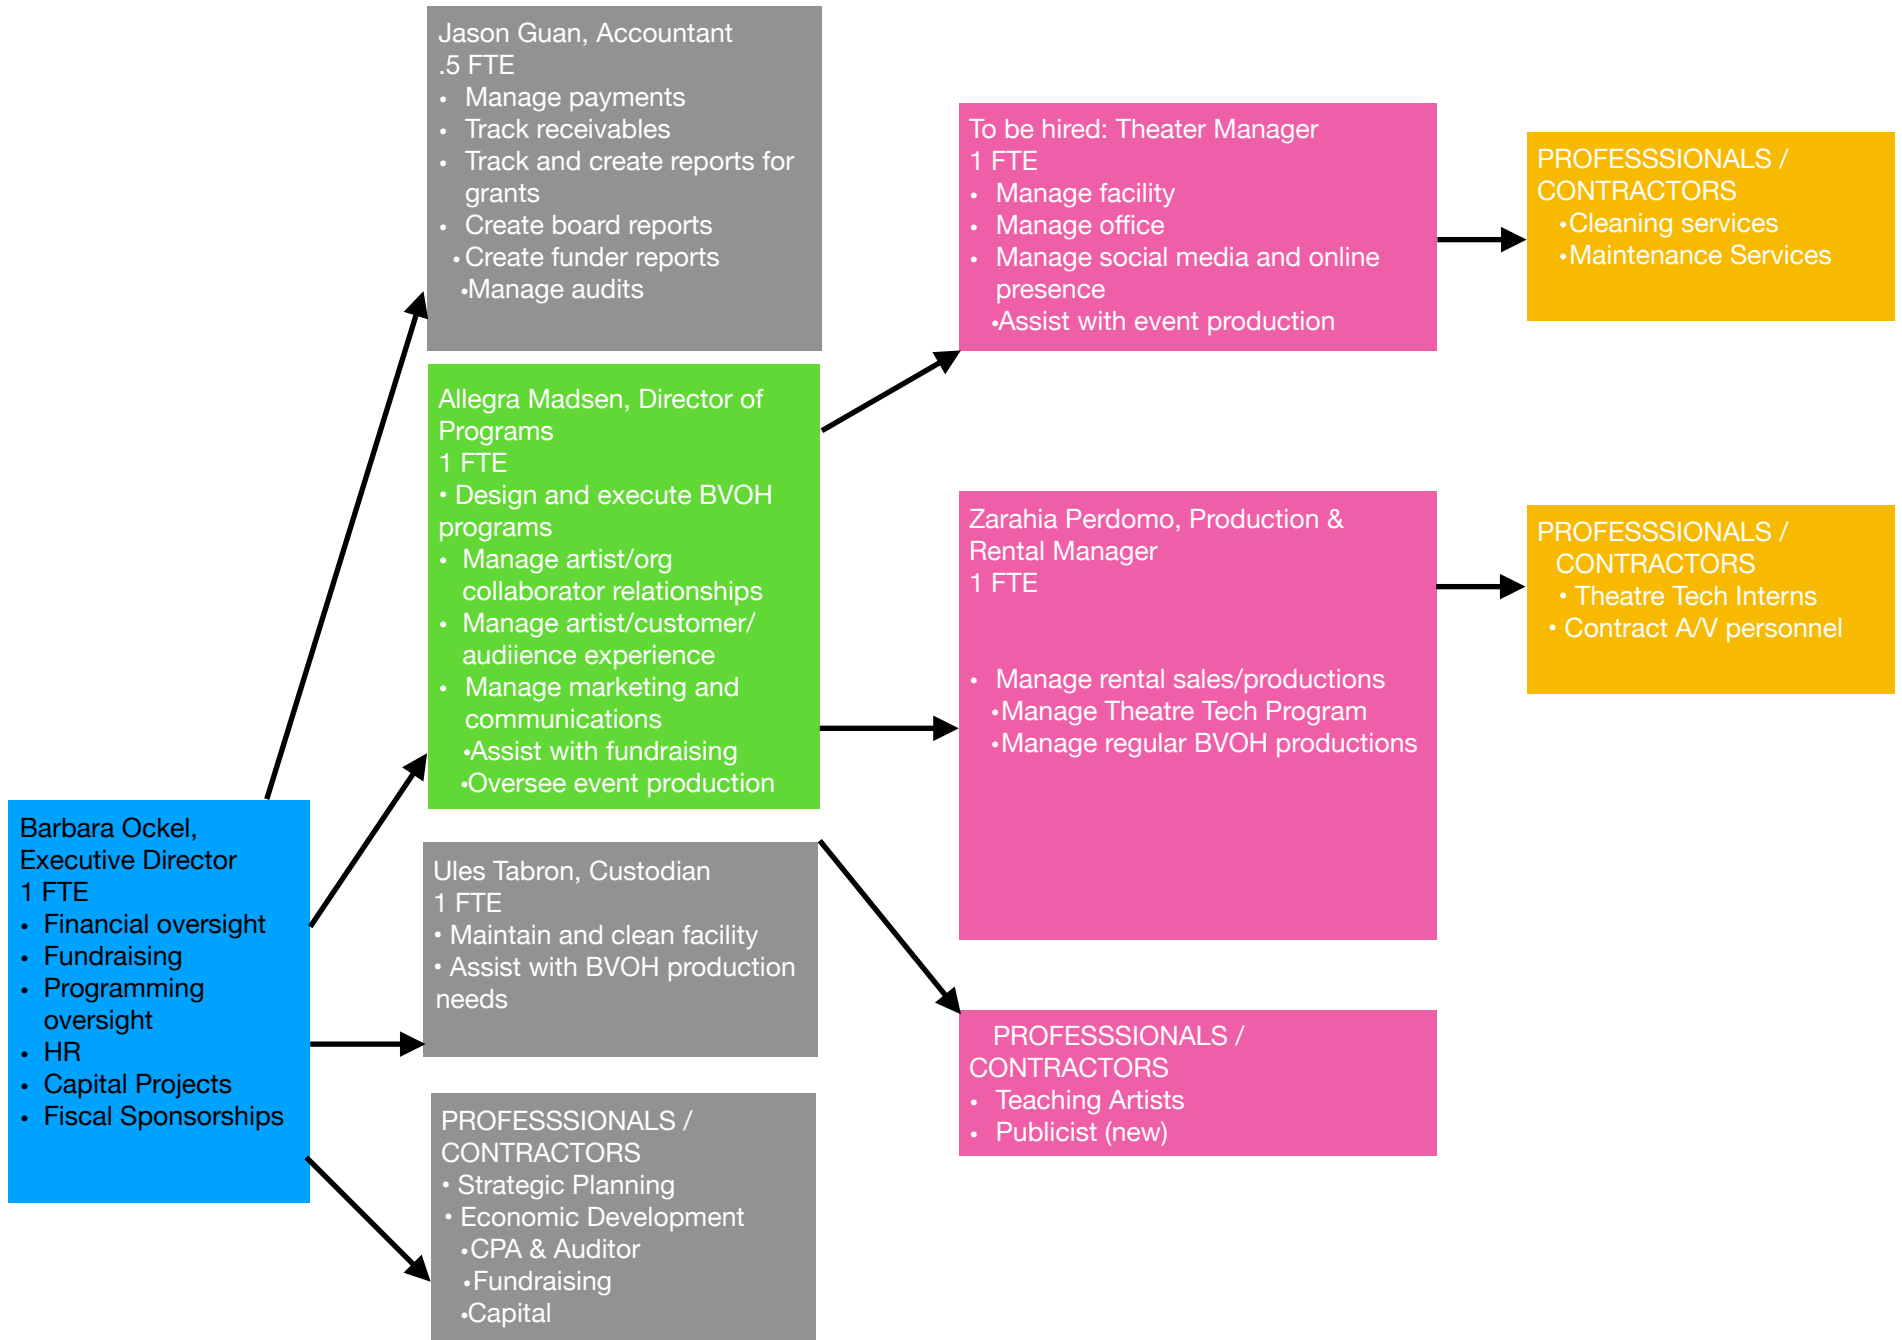 Jason Guan, Accountant
.5 FTE
• Manage payments
• Track receivables
• Track and create reports for
grants
• Create board reports
• Create funder reports
•Manage audits
Allegra Madsen, Director of
Programs
1 FTE
• Design and execute BVOH
programs
• Manage artist/org
collaborator relationships
• Manage artist/customer/
audiience experience
• Manage marketing and
communications
•Assist with fundraising
•Oversee event production
Barbara Ockel,
Executive Director
1 FTE
• Financial oversight
• Fundraising
• Programming
oversight
• HR
• Capital Projects
• Fiscal Sponsorships
Ules Tabron, Custodian
1 FTE
• Maintain and clean facility
• Assist with BVOH production
needs
PROFESSSIONALS /
CONTRACTORS
• Strategic Planning
• Economic Development
•CPA & Auditor
•Fundraising
•Capital
To be hired: Theater Manager
1 FTE
• Manage facility
• Manage office
• Manage social media and online
presence
•Assist with event production
Zarahia Perdomo, Production &
Rental Manager
1 FTE
• Manage rental sales/productions
•Manage Theatre Tech Program
•Manage regular BVOH productions
PROFESSSIONALS /
CONTRACTORS
• Teaching Artists
• Publicist (new)
PROFESSSIONALS /
CONTRACTORS
•Cleaning services
•Maintenance Services
PROFESSSIONALS /
CONTRACTORS
• Theatre Tech Interns
• Contract A/V personnel